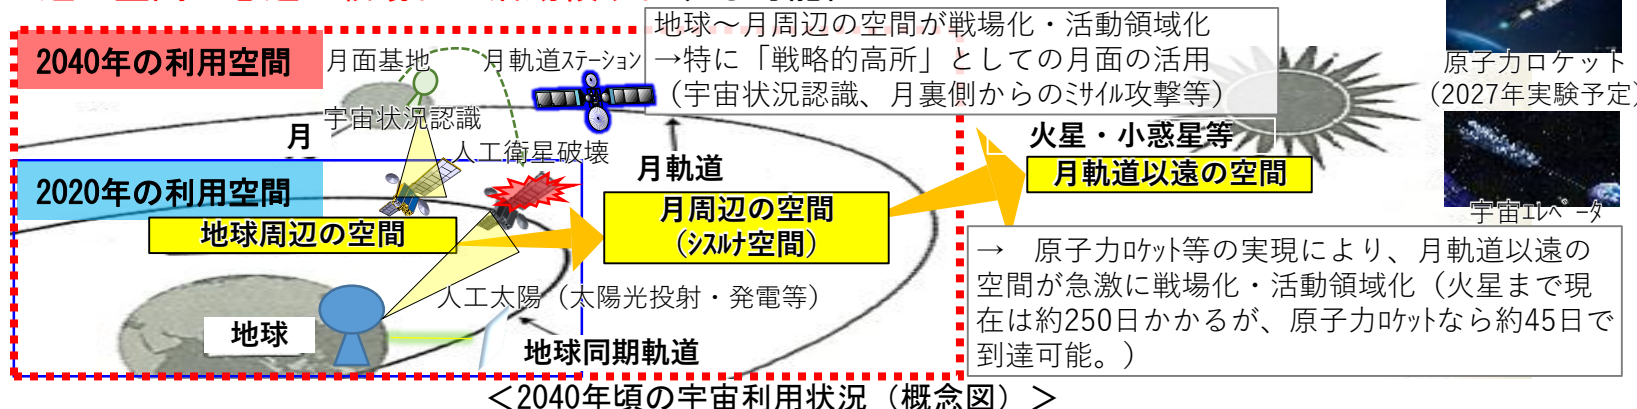 地球～月周辺の空間が戦場化・活動領域化
→特に「戦略的高所」としての月面の活用
（宇宙状況認識、月裏側からのﾐｻｲﾙ攻撃等）
2040年の利用空間
月面基地
月軌道ｽﾃｰｼｮﾝ
原子力ロケット
（2027年実験予定）
宇宙状況認識
月
人工衛星破壊
月軌道
火星・小惑星等
月軌道以遠の空間
2020年の利用空間
地球周辺の空間
月周辺の空間
（ｼｽﾙﾅ空間）
宇宙ｴﾚﾍﾞｰﾀ
→　原子力ﾛｹｯﾄ等の実現により、月軌道以遠の
空間が急激に戦場化・活動領域化（火星まで現
在は約250日かかるが、原子力ﾛｹｯﾄなら約45日で
到達可能。）
人工太陽（太陽光投射・発電等）
地球
地球同期軌道
＜2040年頃の宇宙利用状況（概念図）＞